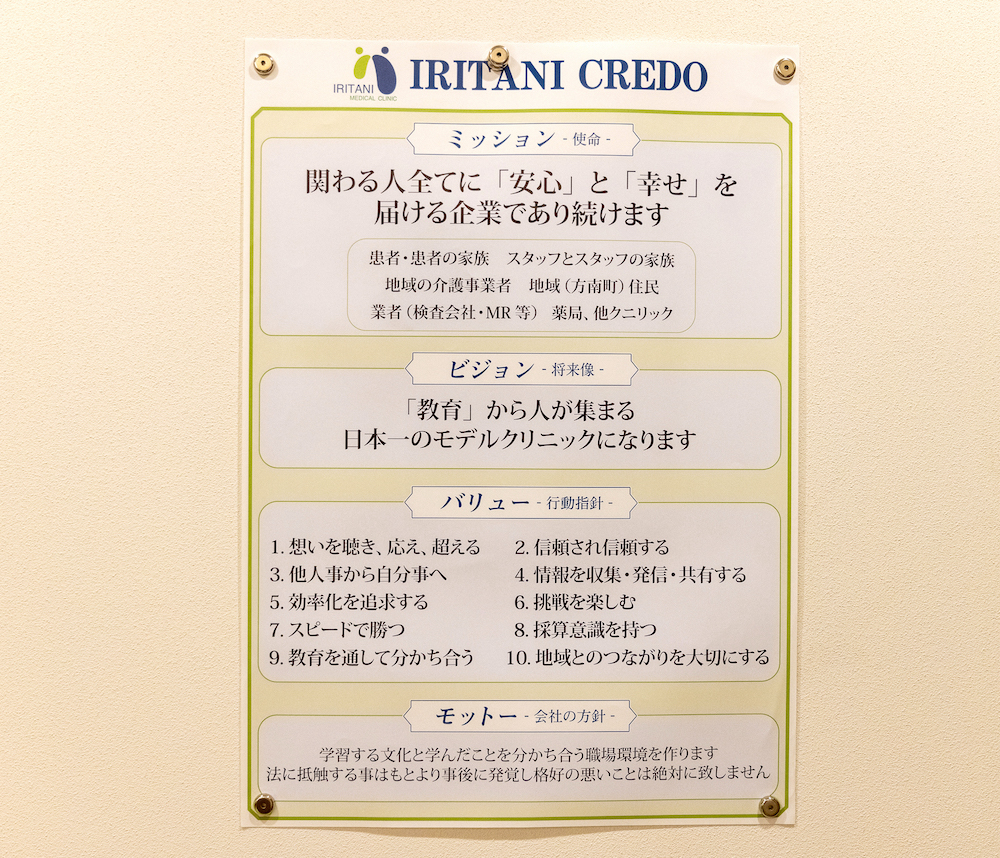 IRITANI
MEDICAL CLINIC
IRITANI CREDO
ミッション - 使命 -
関わる人全てに「安心」と「幸せ」を
届ける企業であり続けます
患者・患者の家族　スタッフとスタッフの家族
地域の介護事業者　地域（方南町）住民
業者（検査会社・MR 等）　薬局、他クニリック
ビジョン - 将来像 -
「教育」から人が集まる
日本一のモデルクリニックになります
バリュー - 行動指針 -
1. 想いを聴き、応え、超える　2. 信頼され信頼する
3. 他人事から自分事へ　4. 情報を収集・発信・共有する
5. 効率化を追求する　6. 挑戦を楽しむ
7. スピードで勝つ　8. 採算意識を持つ
9. 教育を通して分かち合う　10. 地域とのつながりを大切にする
モットー - 会社の方針 -
学習する文化と学んだことを分かち合う職場環境を作ります
法に抵触する事はもとより事後に発覚し格好の悪いことは絶対に致しません